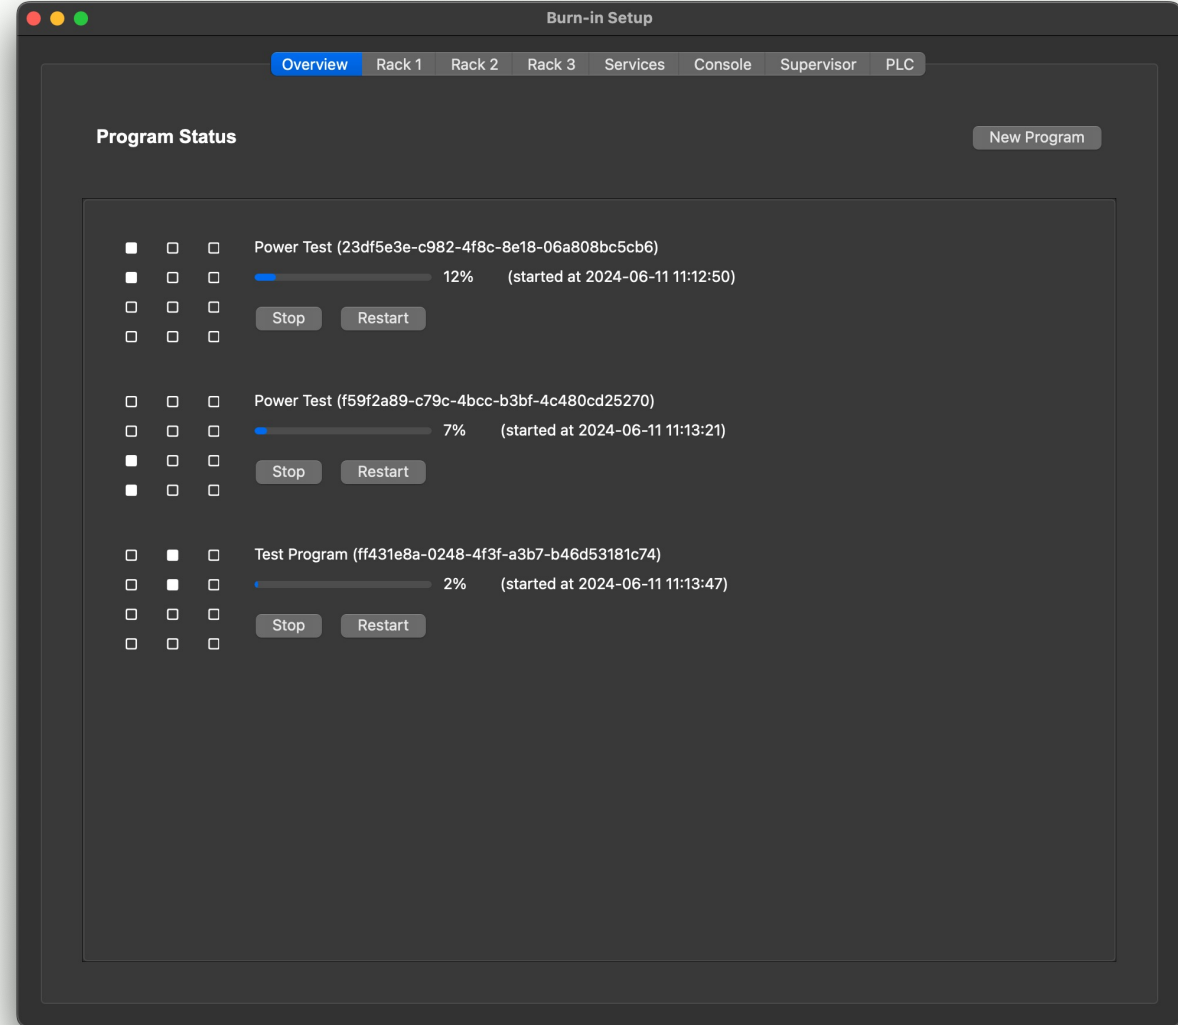 Burn-in Setup
Overview Rack 1 Rack 2 Rack 3 Services Console Supervisor PLC
Program Status
New Program
Power Test (23df5e3e-c982-4f8c-8e18-06a808bc5cb6)
12% (started at 2024-06-11 11:12:50)
Stop Restart
Power Test (f59f2a89-c79c-4bcc-b3bf-4c480cd25270)
7% (started at 2024-06-11 11:13:21)
Stop Restart
Test Program (ff431e8a-0248-4f3f-a3b7-b46d53181c74)
2% (started at 2024-06-11 11:13:47)
Stop Restart